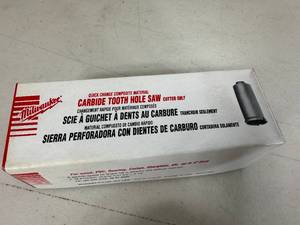 Milwaukee
QUICK CHANGE COMPOSITE MATERIAL
CARBIDE TOOTH HOLE SAW CUTTER ONLY
CHANGEMENT RAPIDE POUR MATÉRIAUX COMPOSÉS
SCIE À GUICHET À DENTS AU CARBURE TRANCHEUR SEULEMENT
MATERIAL COMPUESTO DE CAMBIO RÁPIDO
SIERRA PERFORADORA CON DIENTES DE CARBURO CORTADORA SOLAMENTE